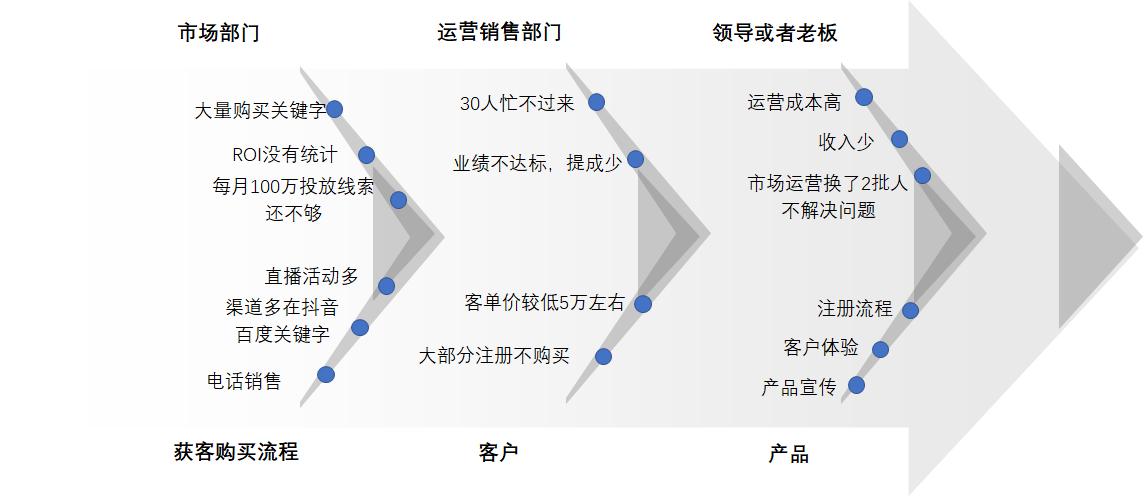 市场部门
运营销售部门
领导或者老板
大量购买关键字
ROI没有统计
每月100万投放线索
还不够
30人忙不过来
业绩不达标，提成少
运营成本高
收入少
市场运营换了2批人
不解决问题
直播活动多
渠道多在抖音
百度关键字
电话销售
客单价较低5万左右
大部分注册不购买
注册流程
客户体验
产品宣传
获客购买流程
客户
产品